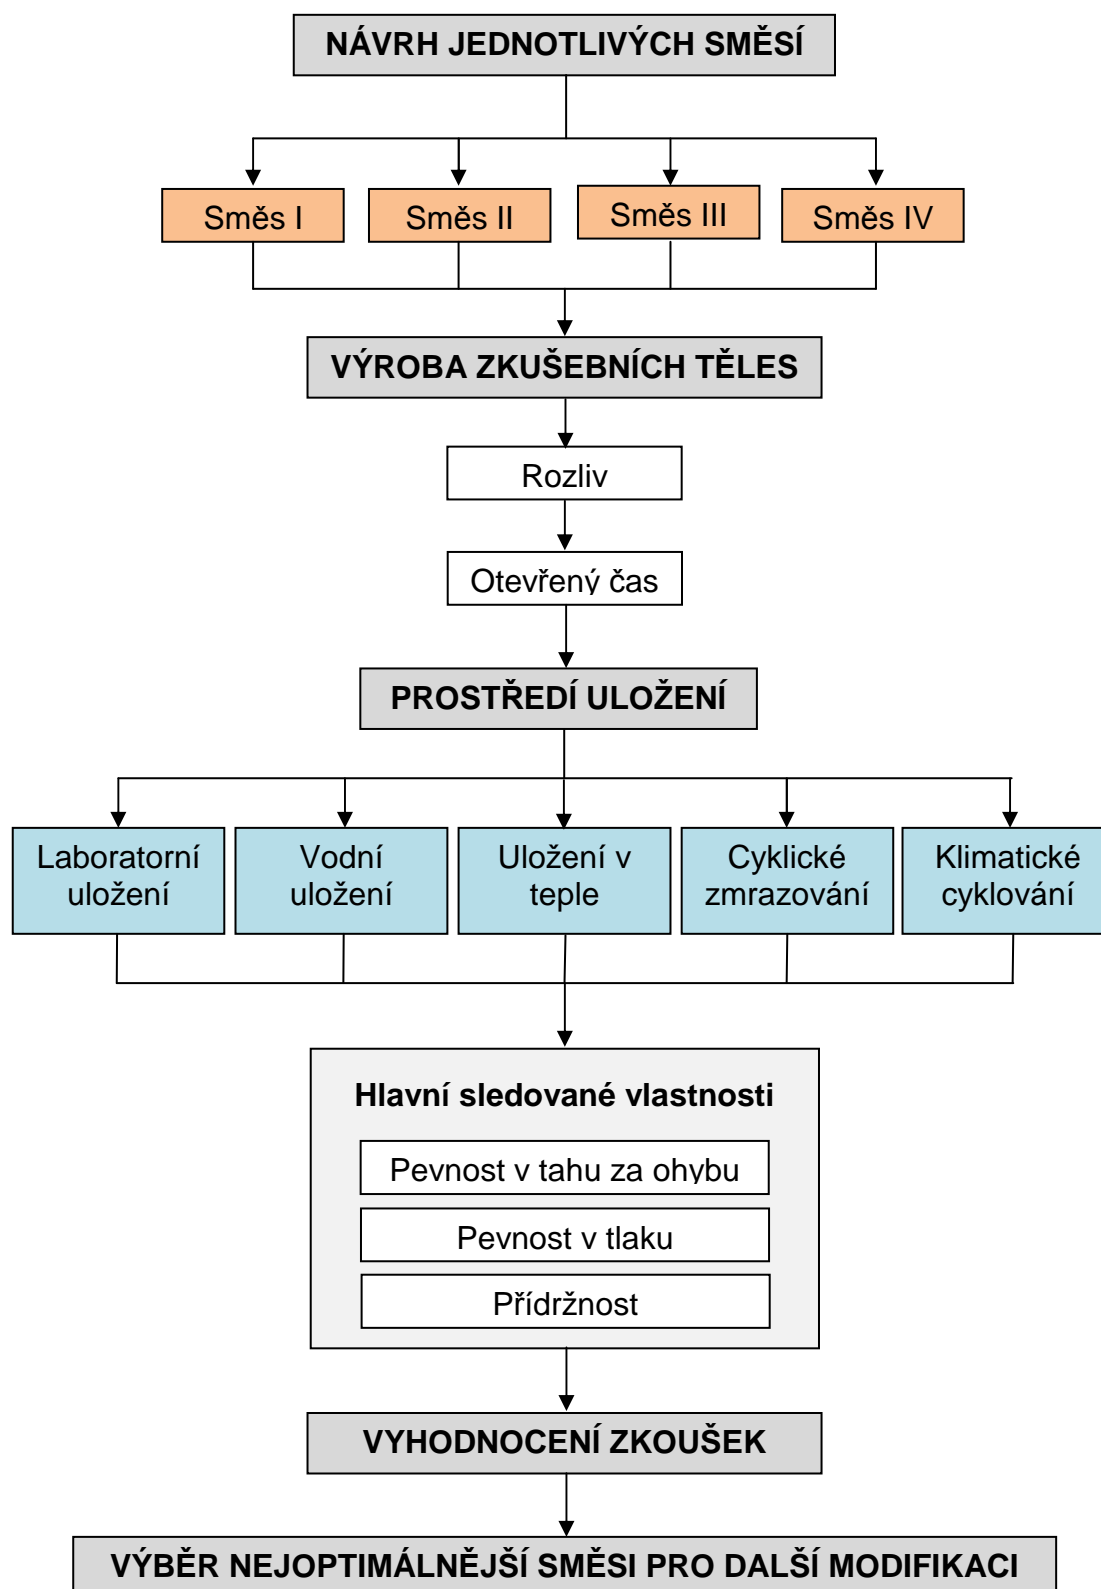 NÁVRH JEDNOTLIVÝCH SMĚSÍ
Směs I
Směs II
Směs III
Směs IV
VÝROBA ZKUŠEBNÍCH TĚLES
Rozliv
Otevřený čas
PROSTŘEDÍ ULOŽENÍ
Laboratorní
uložení
Vodní
uložení
Uložení v
teple
Cyklické
zmrazování
Klimatické
cyklování
Hlavní sledované vlastnosti
Pevnost v tahu za ohybu
Pevnost v tlaku
Přídržnost
VYHODNOCENÍ ZKOUŠEK
VÝBĚR NEJOPTIMÁLNĚJŠÍ SMĚSI PRO DALŠÍ MODIFIKACI